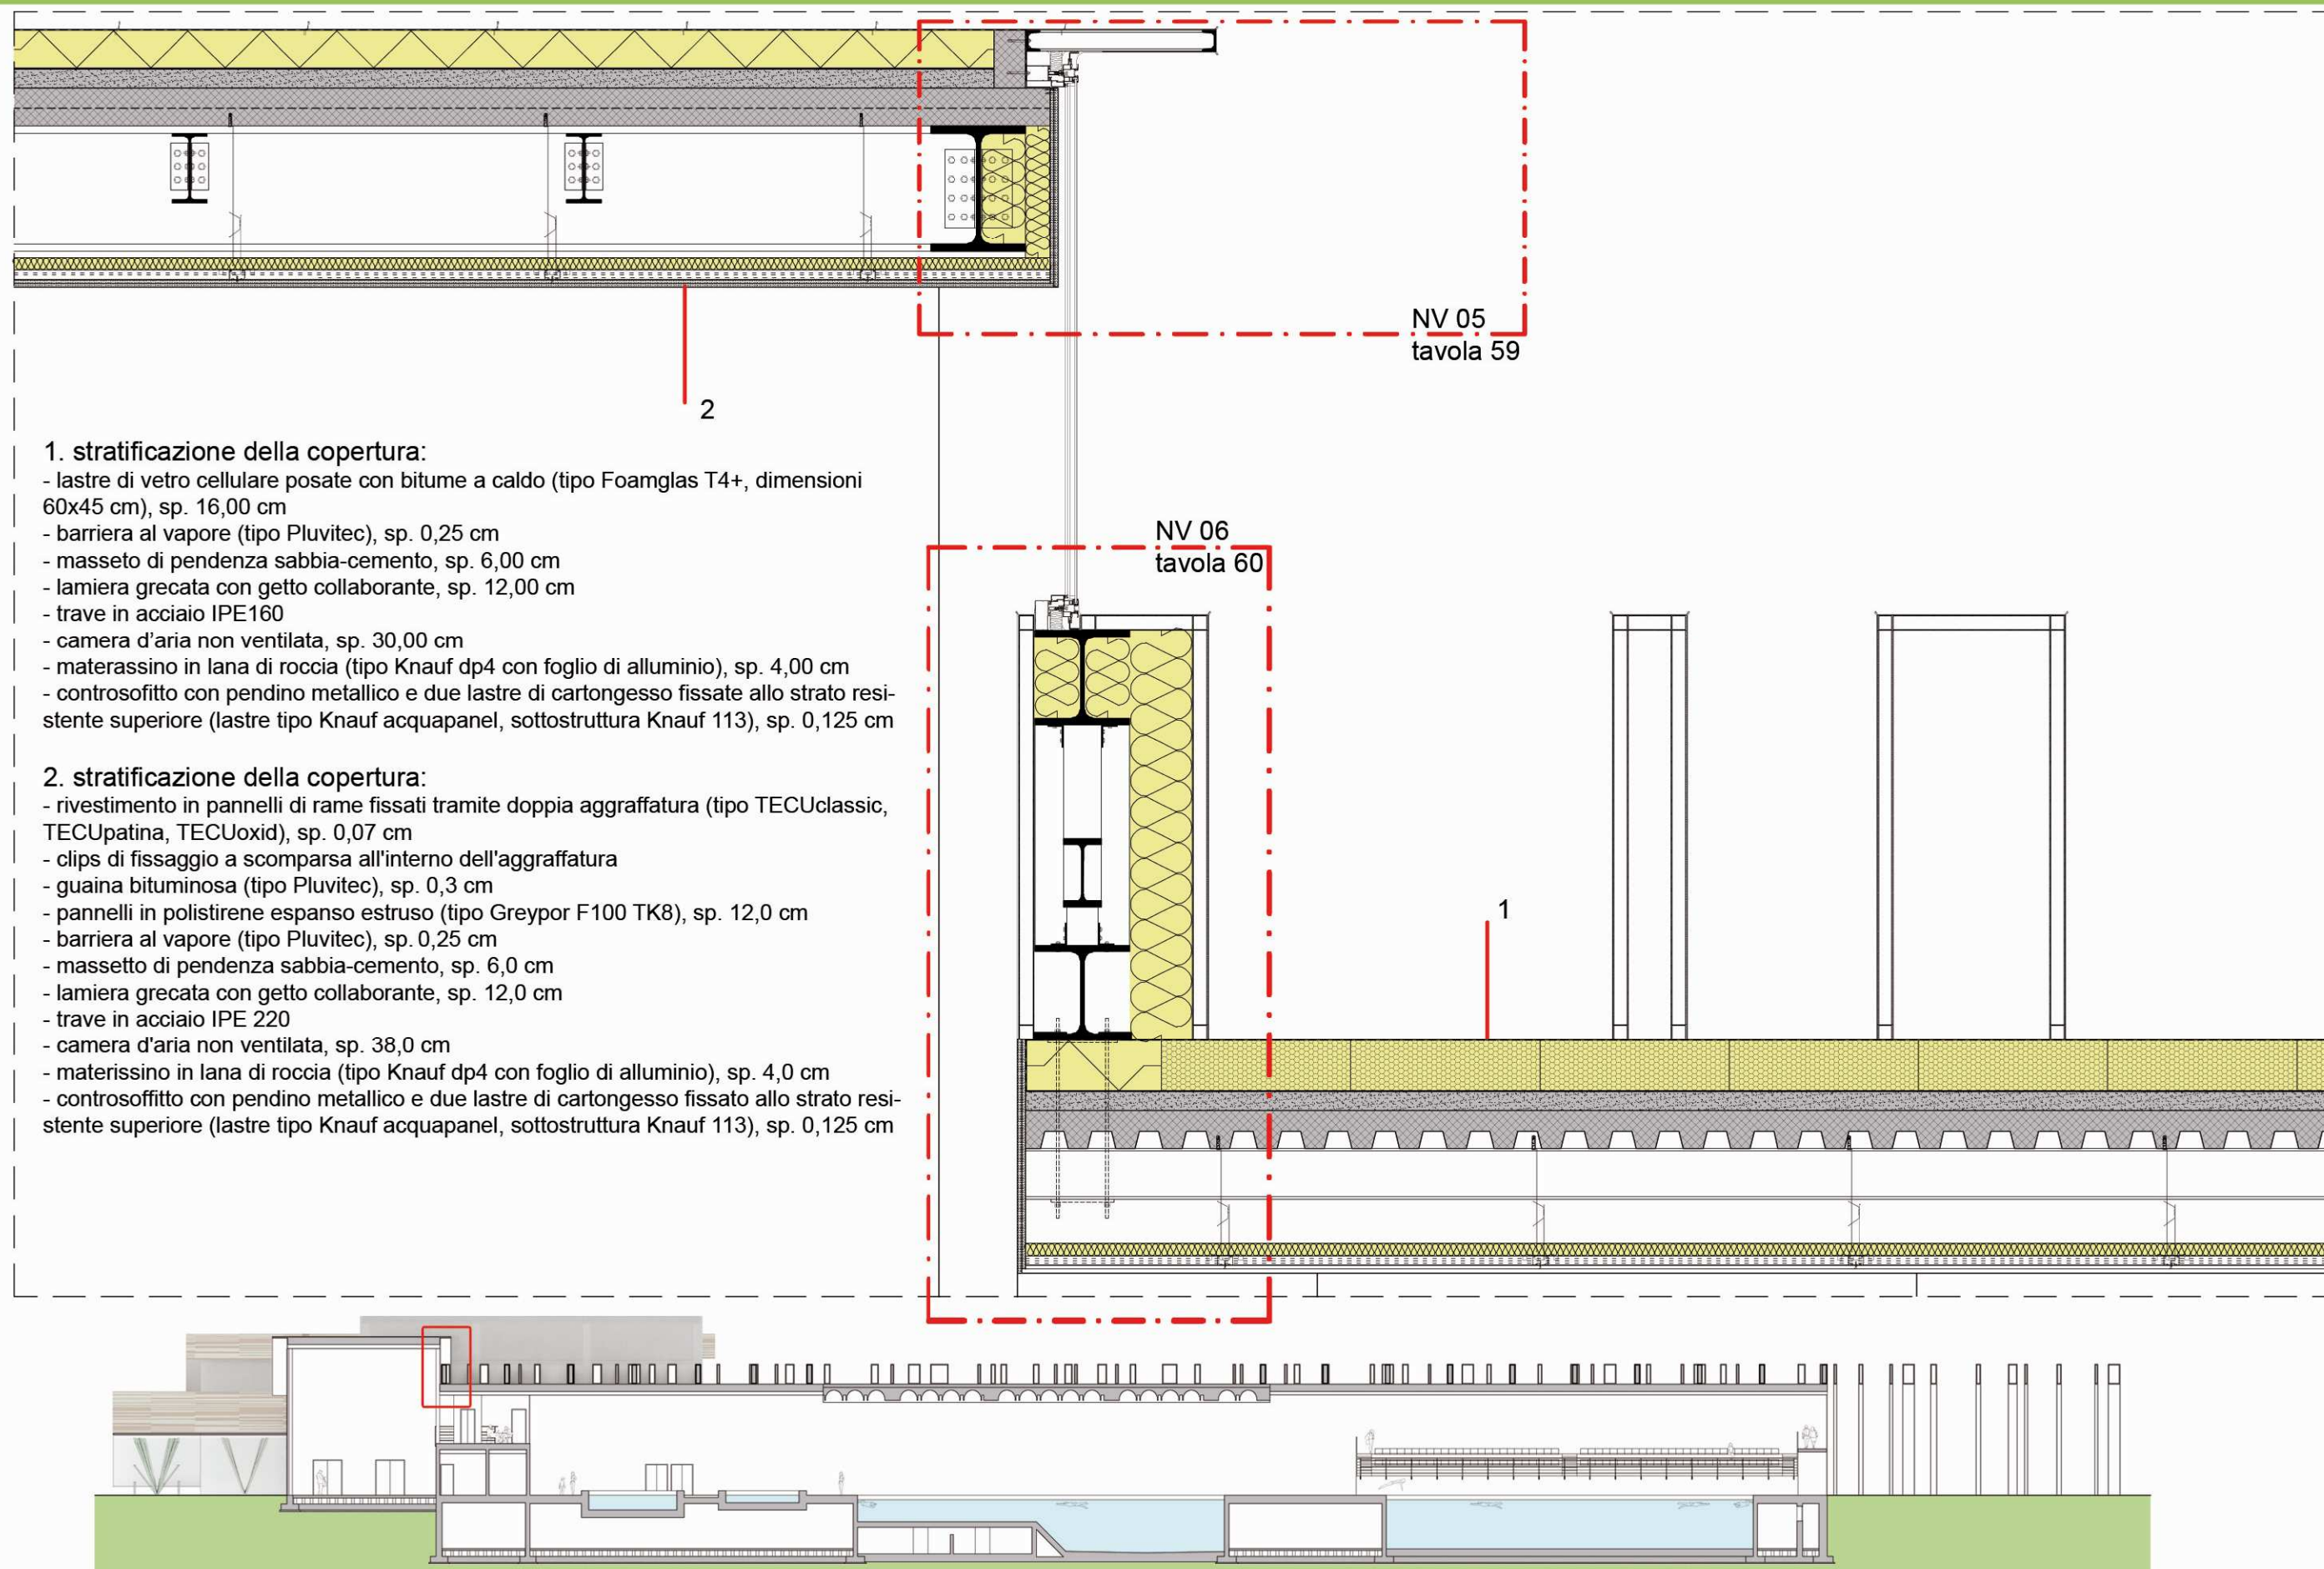 NV 05
tavola 59
2
1. stratificazione della copertura:
- lastre di vetro cellulare posate con bitume a caldo (tipo Foamglas T4+, dimensioni
60x45 cm), sp. 16,00 cm
- barriera al vapore (tipo Pluvitec), sp. 0,25 cm
- masseto di pendenza sabbia-cemento, sp. 6,00 cm
- lamiera grecata con getto collaborante, sp. 12,00 cm
- trave in acciaio IPE160
- camera d'aria non ventilata, sp. 30,00 cm
- materassino in lana di roccia (tipo Knauf dp4 con foglio di alluminio), sp. 4,00 cm
- controsofitto con pendino metallico e due lastre di cartongesso fissate allo strato resi-
stente superiore (lastre tipo Knauf acquapanel, sottostruttura Knauf 113), sp. 0,125 cm
2. stratificazione della copertura:
- rivestimento in pannelli di rame fissati tramite doppia aggraffatura (tipo TECUclassic,
TECUpatina, TECUoxid), sp. 0,07 cm
- clips di fissaggio a scomparsa all'interno dell'aggraffatura
- guaina bituminosa (tipo Pluvitec), sp. 0,3 cm
- pannelli in polistirene espanso estruso (tipo Greypor F100 TK8), sp. 12,0 cm
- barriera al vapore (tipo Pluvitec), sp. 0,25 cm
- massetto di pendenza sabbia-cemento, sp. 6,0 cm
- lamiera grecata con getto collaborante, sp. 12,0 cm
- trave in acciaio IPE 220
- camera d'aria non ventilata, sp. 38,0 cm
- materissino in lana di roccia (tipo Knauf dp4 con foglio di alluminio), sp. 4,0 cm
- controsoffitto con pendino metallico e due lastre di cartongesso fissato allo strato resi-
stente superiore (lastre tipo Knauf acquapanel, sottostruttura Knauf 113), sp. 0,125 cm
NV 06
tavola 60
1